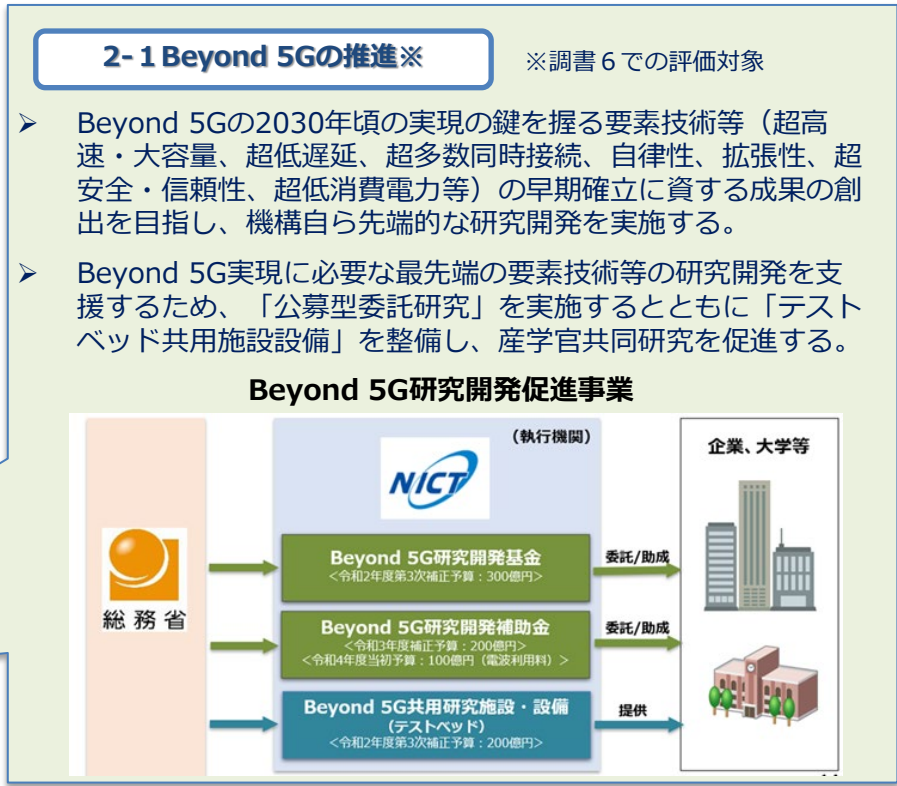 2-１Beyond 5Gの推進※
※調書６での評価対象
➢ Beyond 5Gの2030年頃の実現の鍵を握る要素技術等（超高
速・大容量、超低遅延、超多数同時接続、自律性、拡張性、超
安全・信頼性、超低消費電力等）の早期確立に資する成果の創
出を目指し、機構自ら先端的な研究開発を実施する。
➢ Beyond 5G実現に必要な最先端の要素技術等の研究開発を支
援するため、「公募型委託研究」を実施するとともに「テスト
ベッド共用施設設備」を整備し、産学官共同研究を促進する。
Beyond 5G研究開発促進事業
（執行機関）
企業、大学等
NICT
総務省
Beyond 5G研究開発基金
＜令和2年度第3次補正予算：300億円＞
委託/助成
Beyond 5G研究開発補助金
＜令和3年度補正予算：200億円＞
＜令和4年度当初予算：100億円（電波利用料）＞
委託/助成
Beyond 5G共用研究施設・設備
（テストベッド）
＜令和2年度第3次補正予算：200億円＞
提供